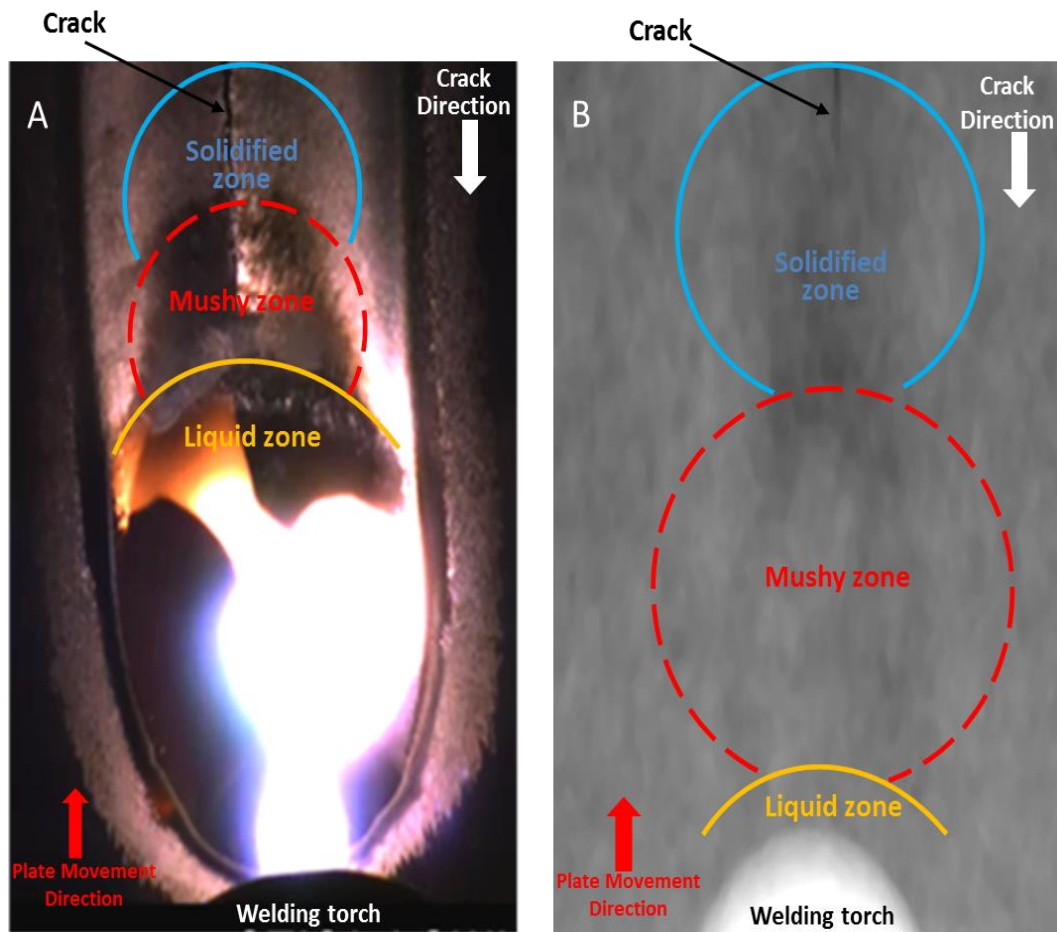 Crack
A
Crack
Direction
Solidified
zone
Mushy zone
Liquid zone
Plate Movement
Direction
Welding torch
Crack
B
Crack
Direction
Solidified
zone
Mushy zone
Liquid zone
Plate Movement
Direction
Welding torch